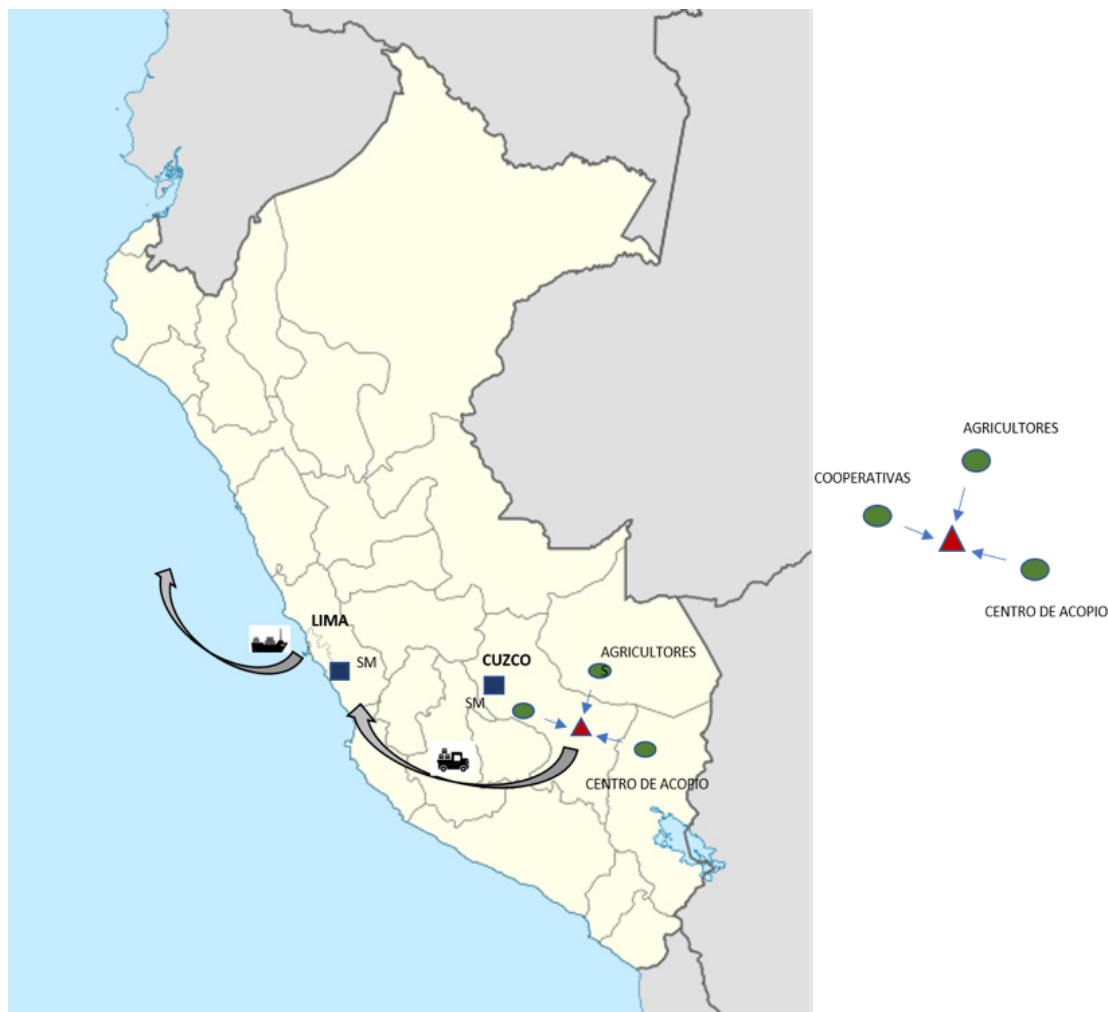 AGRICULTORES
COOPERATIVAS
CENTRO DE ACOPIO
LIMA
SM
CUZCO
SM
AGRICULTORES
S
CENTRO DE ACOPIO